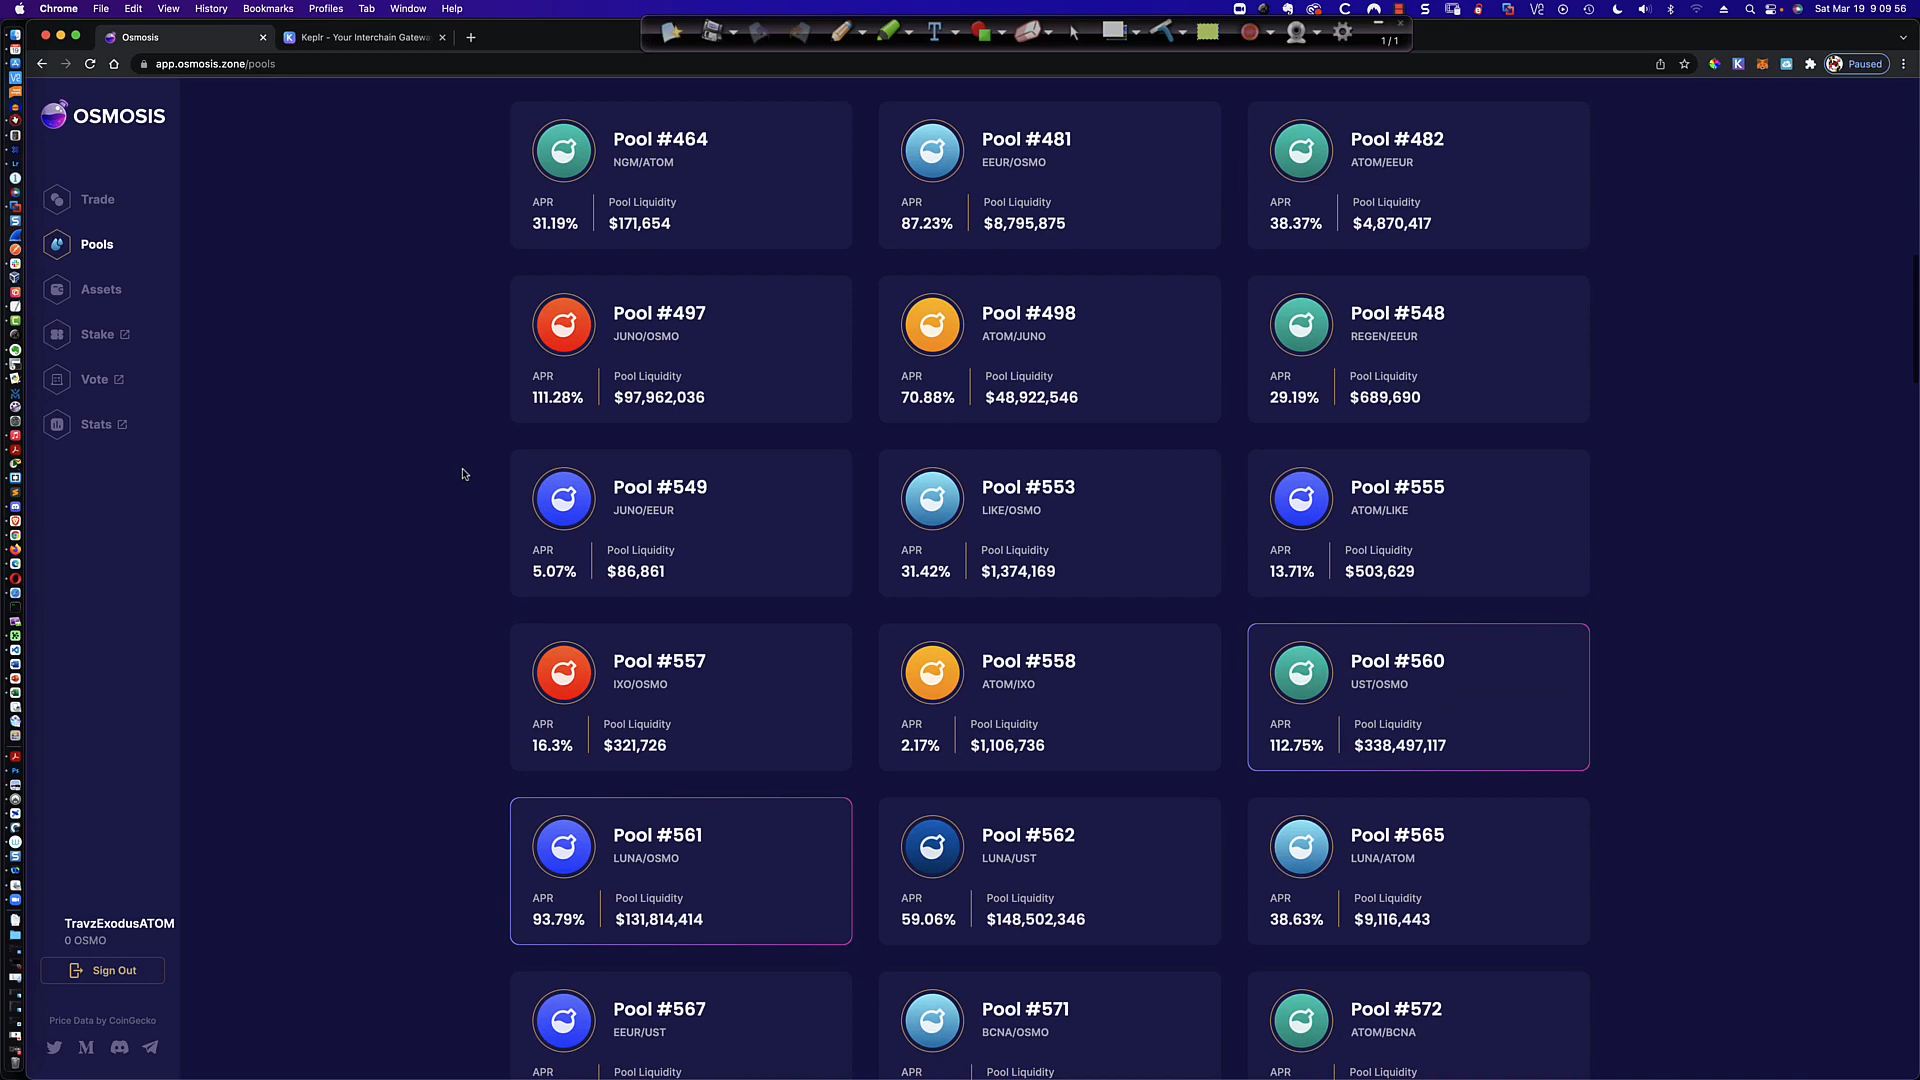 Chrome File Edit View History Bookmarks Profiles Tab Window Help
Sat Mar 19 9 09 56
Osmosis
Keplr - Your Interchain Gatewa
1/1
app.osmosis.zone/pools
Paused
OSMOSIS
Trade
Pools
Assets
Stake
Vote
Stats
Pool #464
NGM/ATOM
APR Pool Liquidity
31.19% $171,654
Pool #481
EEUR/OSMO
APR Pool Liquidity
87.23% $8,795,875
Pool #482
ATOM/EEUR
APR Pool Liquidity
38.37% $4,870,417
Pool #497
JUNO/OSMO
APR Pool Liquidity
111.28% $97,962,036
Pool #498
ATOM/JUNO
APR Pool Liquidity
70.88% $48,922,546
Pool #548
REGEN/EEUR
APR Pool Liquidity
29.19% $689,690
Pool #549
JUNO/EEUR
APR Pool Liquidity
5.07% $86,861
Pool #553
LIKE/OSMO
APR Pool Liquidity
31.42% $1,374,169
Pool #555
ATOM/LIKE
APR Pool Liquidity
13.71% $503,629
Pool #557
IXO/OSMO
APR Pool Liquidity
16.3% $321,726
Pool #558
ATOM/IXO
APR Pool Liquidity
2.17% $1,106,736
Pool #560
UST/OSMO
APR Pool Liquidity
112.75% $338,497,117
Pool #561
LUNA/OSMO
APR Pool Liquidity
93.79% $131,814,414
Pool #562
LUNA/UST
APR Pool Liquidity
59.06% $148,502,346
Pool #565
LUNA/ATOM
APR Pool Liquidity
38.63% $9,116,443
Pool #567
EEUR/UST
APR Pool Liquidity
Pool #571
BCNA/OSMO
APR Pool Liquidity
Pool #572
ATOM/BCNA
APR Pool Liquidity
TravzExodusATOM
0 OSMO
Sign Out
Price Data by CoinGecko